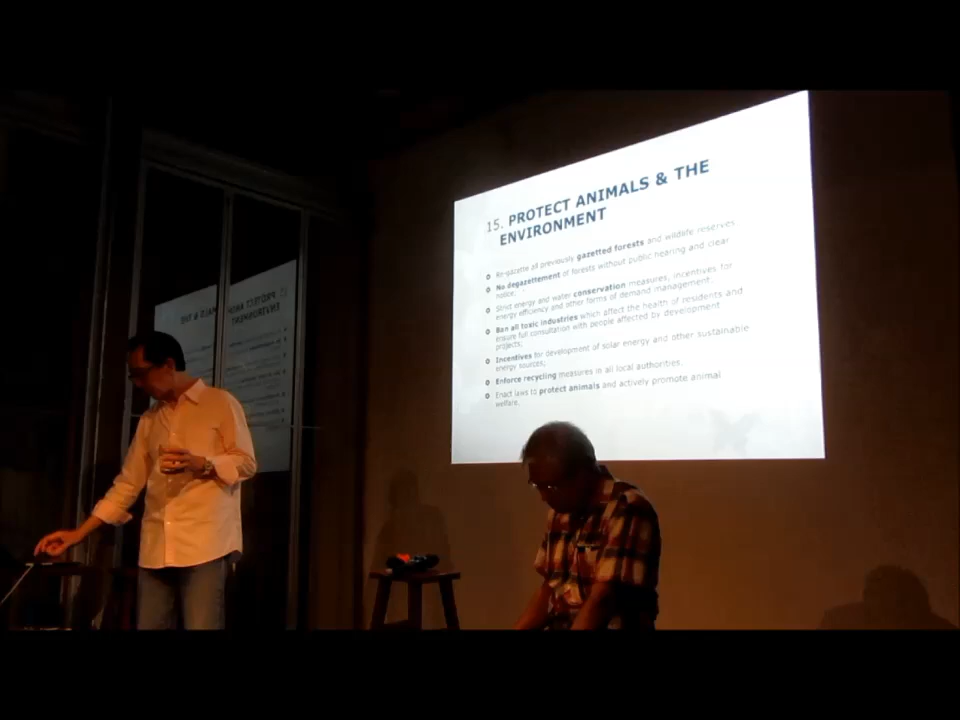 15. PROTECT ANIMALS & THE
ENVIRONMENT
Re-gazette all previously gazetted forests and wildlife reserves
No degazettement of forests without public hearing and clear
notice.
Strict energy and water conservation measures, incentives for
energy efficiency and other forms of demand management.
Ban all toxic industries which affect the health of residents and
ensure full consultation with people affected by development
projects;
Incentives for development of solar energy and other sustainable
energy sources;
Enforce recycling measures in all local authorities.
Enact laws to protect animals and actively promote animal
welfare.